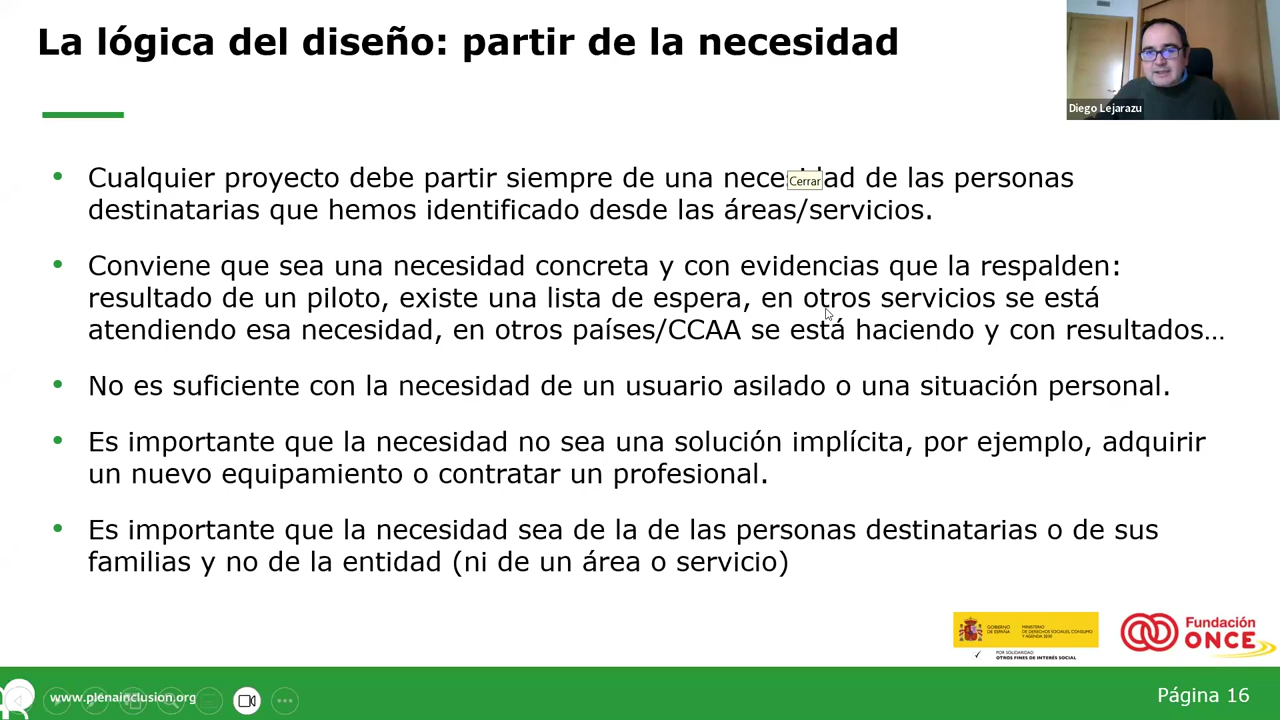 La lógica del diseño: partir de la necesidad
Diego Lejarazu
• Cualquier proyecto debe partir siempre de una necesidad de las personas
Cerrar
destinatarias que hemos identificado desde las áreas/servicios.
• Conviene que sea una necesidad concreta y con evidencias que la respalden:
resultado de un piloto, existe una lista de espera, en otros servicios se está
atendiendo esa necesidad, en otros países/CCAA se está haciendo y con resultados…
• No es suficiente con la necesidad de un usuario asilado o una situación personal.
• Es importante que la necesidad no sea una solución implícita, por ejemplo, adquirir
un nuevo equipamiento o contratar un profesional.
• Es importante que la necesidad sea de la de las personas destinatarias o de sus
familias y no de la entidad (ni de un área o servicio)
GOBIERNO
DE ESPAÑA
MINISTERIO
DE DERECHOS SOCIALES, CONSUMO
Y AGENDA 2030
POR SOLIDARIDAD
OTROS FINES DE INTERÉS SOCIAL
Fundación
ONCE
www.plenainclusion.org
Página 16